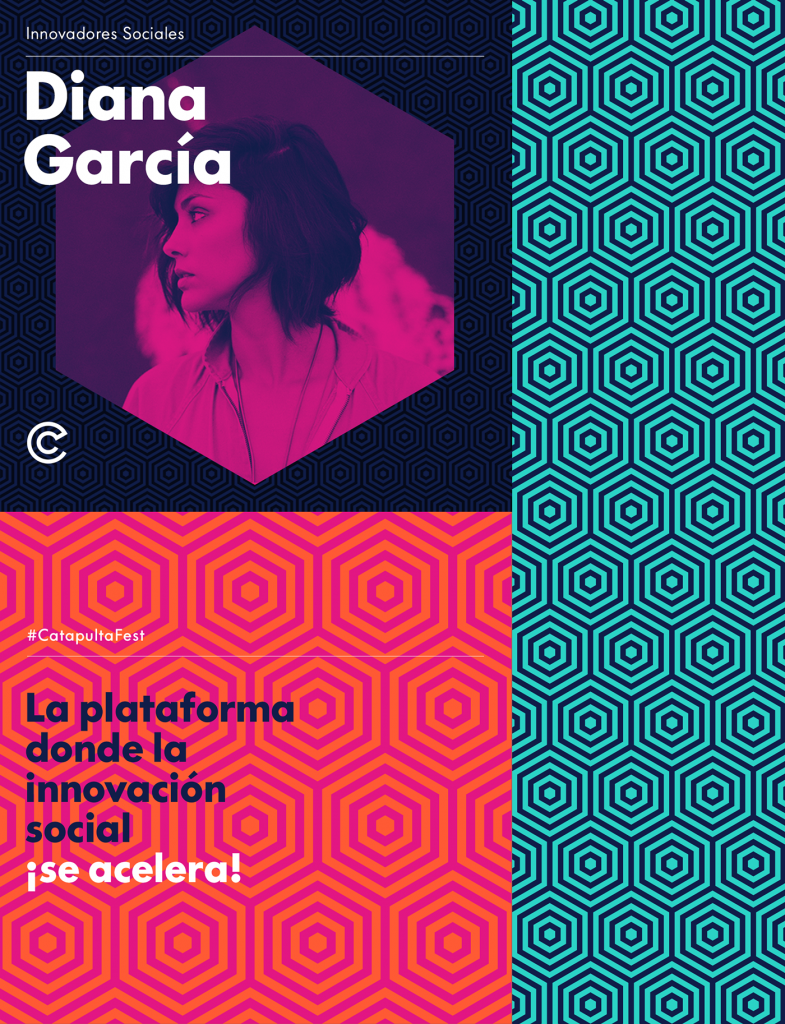 Innovadores Sociales
Diana
García
#CatapultaFest
La plataforma
donde la
innovación
social
¡se acelera!